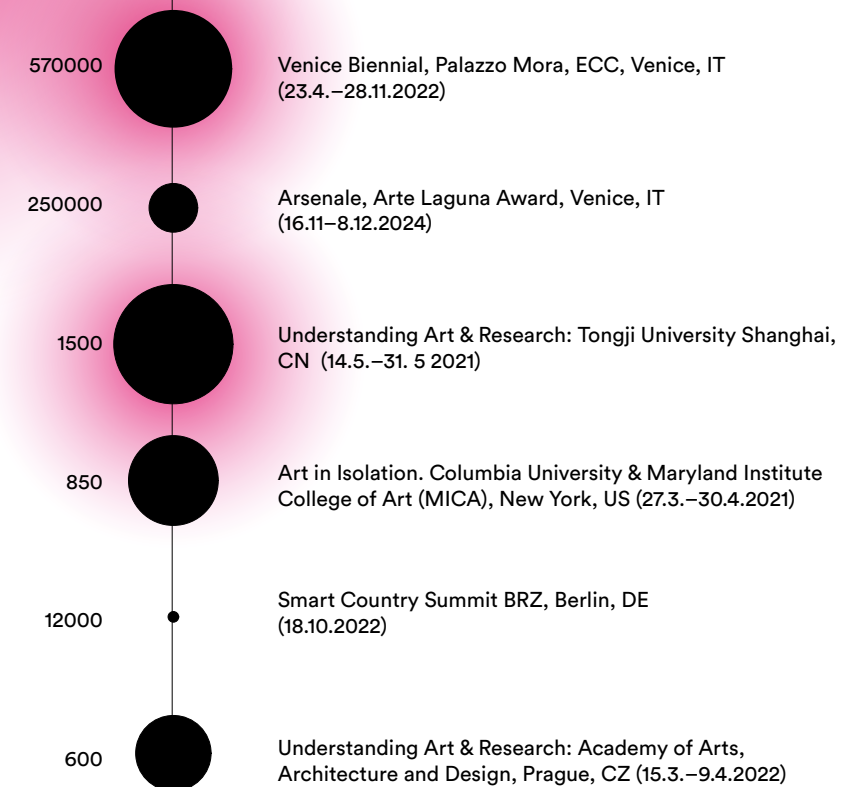 570000
Venice Biennial, Palazzo Mora, ECC, Venice, IT
(23.4.–28.11.2022)
250000
Arsenale, Arte Laguna Award, Venice, IT
(16.11–8.12.2024)
1500
Understanding Art & Research: Tongji University Shanghai,
CN  (14.5.–31. 5 2021)
850
Art in Isolation. Columbia University & Maryland Institute
College of Art (MICA), New York, US (27.3.–30.4.2021)
12000
Smart Country Summit BRZ, Berlin, DE
(18.10.2022)
600
Understanding Art & Research: Academy of Arts,
Architecture and Design, Prague, CZ (15.3.–9.4.2022)